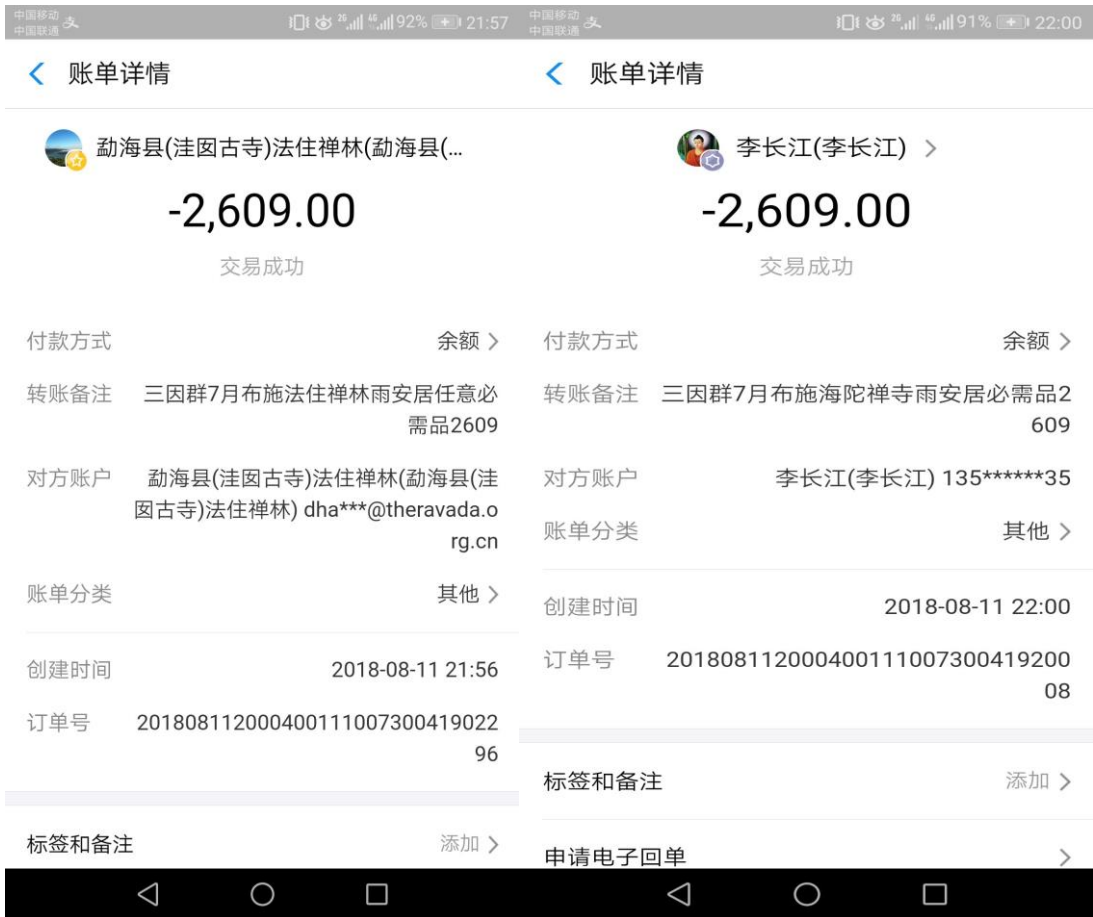 中国移动
中国联通
26
46
92%
21:57
账单详情
勐海县(洼囡古寺)法住禅林(勐海县(...
-2,609.00
交易成功
付款方式
余额
转账备注
三因群7月布施法住禅林雨安居任意必
需品2609
对方账户
勐海县(洼囡古寺)法住禅林(勐海县(洼
囡古寺)法住禅林) dha***@theravada.o
rg.cn
账单分类
其他
创建时间
2018-08-11 21:56
订单号
201808112000400111007300419022
96
标签和备注
添加
中国移动
中国联通
26
46
91%
22:00
账单详情
李长江(李长江)
-2,609.00
交易成功
付款方式
余额
转账备注
三因群7月布施海陀禅寺雨安居必需品2
609
对方账户
李长江(李长江) 135******35
账单分类
其他
创建时间
2018-08-11 22:00
订单号
201808112000400111007300419200
08
标签和备注
添加
申请电子回单